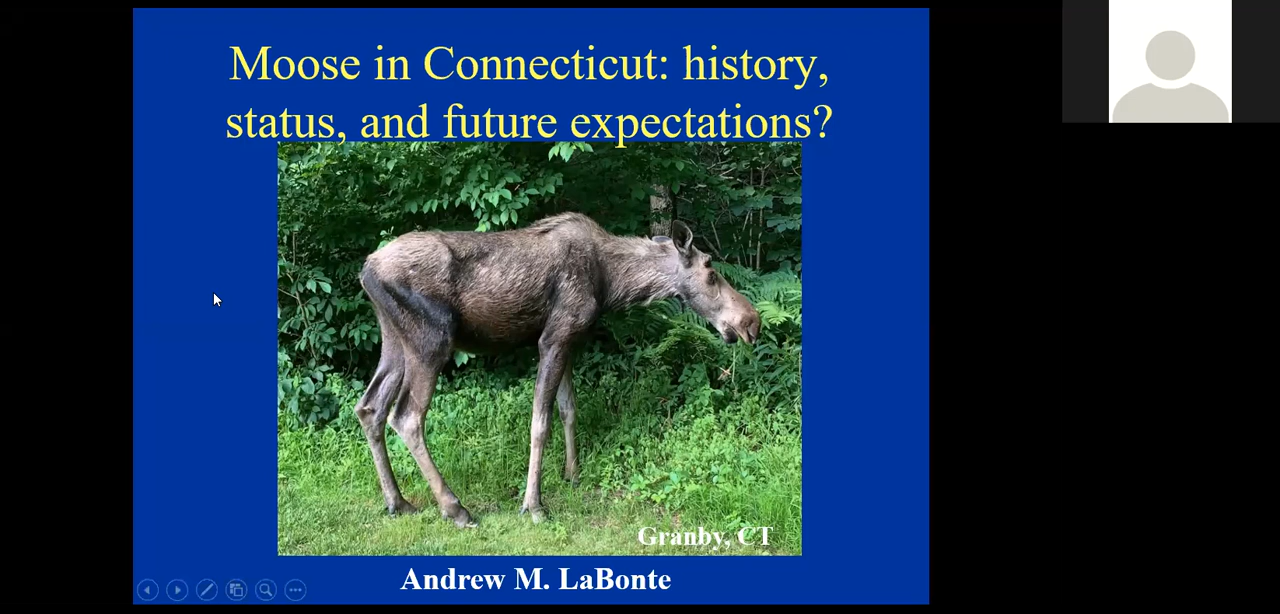 Moose in Connecticut: history,
status, and future expectations?
Granby, CT
Andrew M. LaBonte